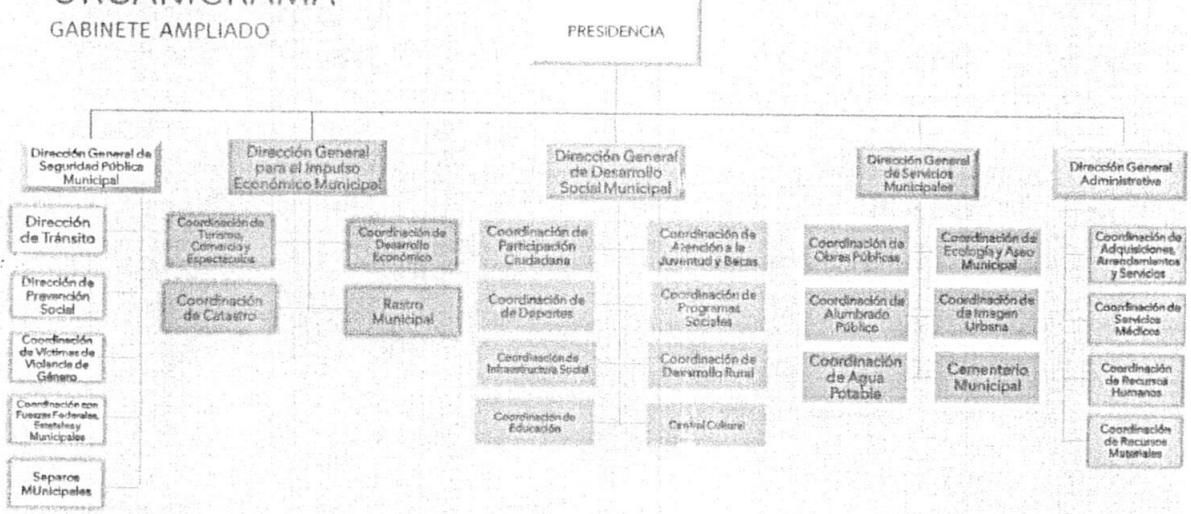 ORGANIGRAMA
GABINETE AMPLIADO
PRESIDENCIA
Dirección General de
Seguridad Pública
Municipal
Dirección General
para el Impulso
Económico Municipal
Dirección General
de Desarrollo
Social Municipal
Dirección General
de Servicios
Municipales
Dirección General
Administrativa
Dirección
de Tránsito
Dirección de
Prevención
Social
Coordinación
de Víctimas de
Violencia de
Género
Coordinación con
Fuerzas Federales,
Estatales y
Municipales
Separos
MUnicipales
Coordinación de
Turismo,
Comercio y
Espectáculos
Coordinación
de Catastro
Coordinación de
Desarrollo
Económico
Rastro
Municipal
Coordinación de
Participación
Ciudadana
Coordinación
de Deportes
Coordinación de
Infraestructura Social
Coordinación de
Educación
Coordinación de
Atención a la
Juventud y Becas
Coordinación de
Programas
Sociales
Coordinación de
Desarrollo Rural
Central Cultural
Coordinación de
Obras Públicas
Coordinación de
Alumbrado
Público
Coordinación
de Agua
Potable
Coordinación de
Ecología y Aseo
Municipal
Coordinación de
de Imagen
Urbana
Cementerio
Municipal
Coordinación de
Adquisiciones,
Arrendamientos
y Servicios
Coordinación de
Servicios
Médicos
Coordinación
de Recursos
Humanos
Coordinación
de Recursos
Materiales